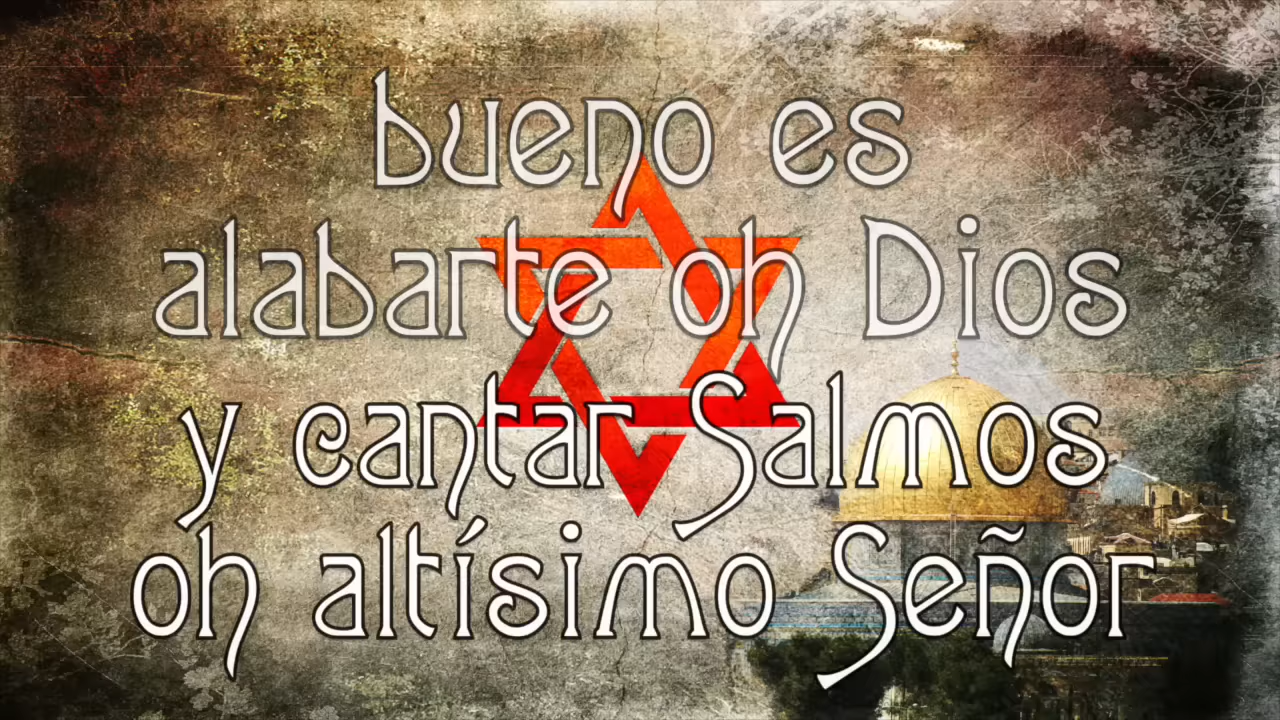 bueno es
alabarte oh Dios
y cantar Salmos
oh altísimo Señor